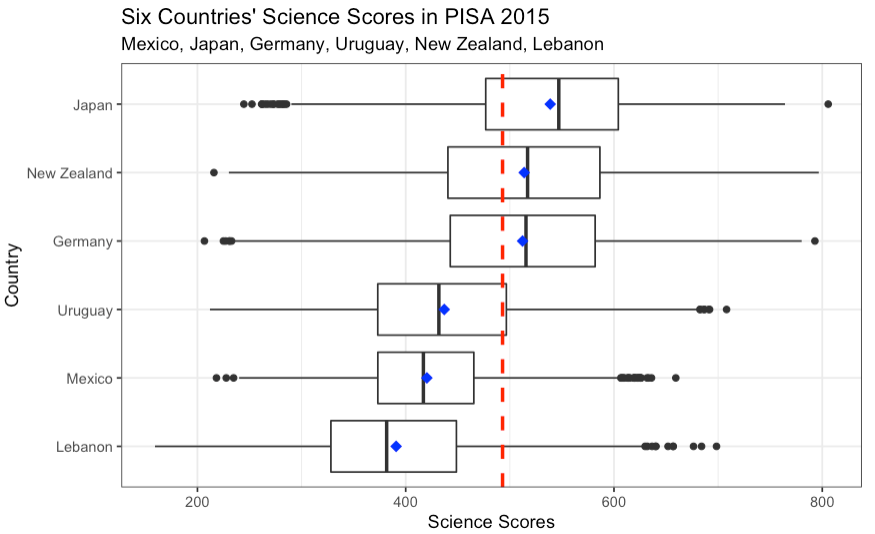 Six Countries' Science Scores in PISA 2015
Mexico, Japan, Germany, Uruguay, New Zealand, Lebanon
Japan
New Zealand
Germany
Uruguay
Mexico
Lebanon
Country
200 400 600 800
Science Scores